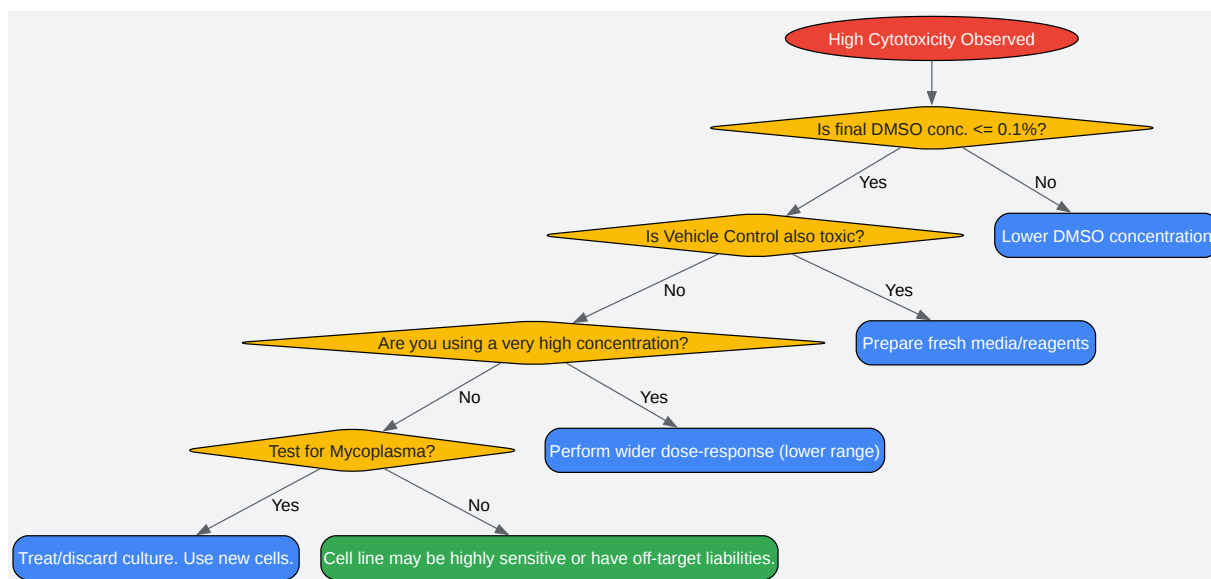 High Cytotoxicity Observed
Is final DMSO conc. <= 0.1%?
Yes
No
Is Vehicle Control also toxic?
Lower DMSO concentration
No
Yes
Are you using a very high concentration?
Prepare fresh media/reagents
No
Yes
Test for Mycoplasma?
Perform wider dose-response (lower range)
Yes
No
Treat/discard culture. Use new cells.
Cell line may be highly sensitive or have off-target liabilities.